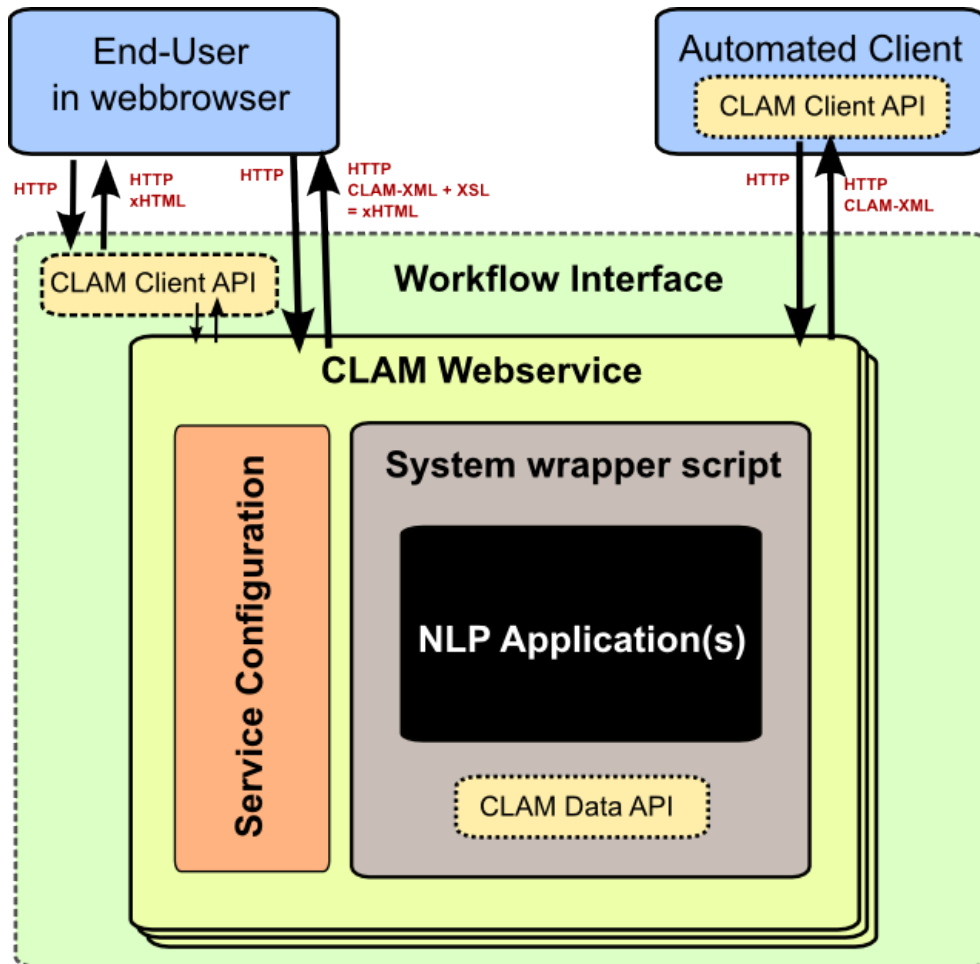 End-User
in webbrowser
Automated Client
CLAM Client API
HTTP
HTTP
xHTML
HTTP
HTTP
CLAM-XML + XSL
= xHTML
HTTP
HTTP
CLAM-XML
CLAM Client API
Workflow Interface
CLAM Webservice
Service Configuration
System wrapper script
NLP Application(s)
CLAM Data API